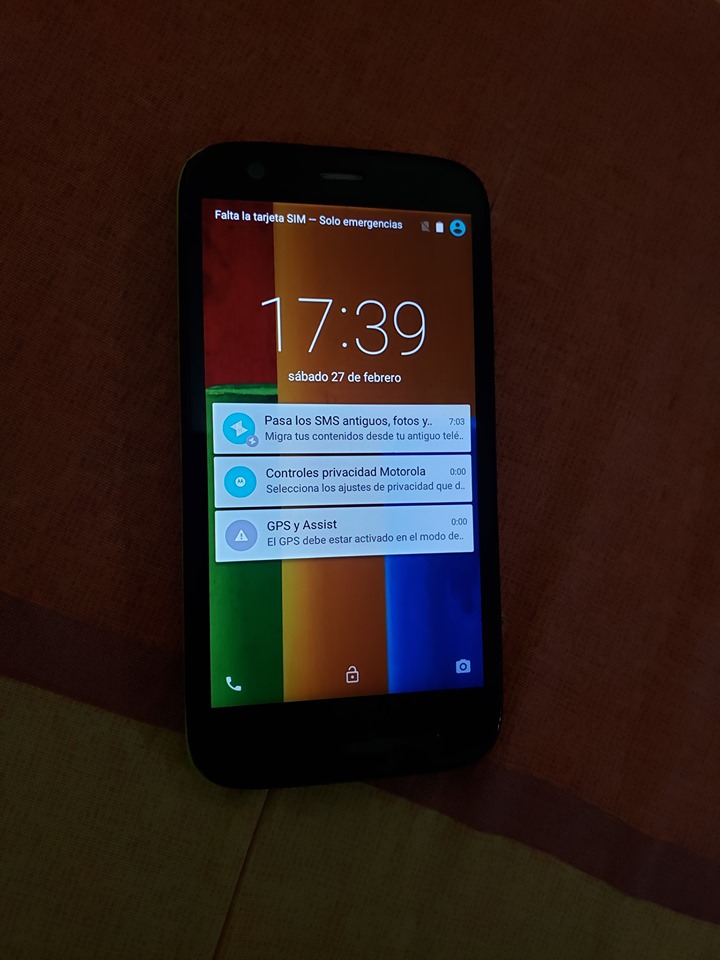 Falta la tarjeta SIM — Solo emergencias
17:39
sábado 27 de febrero
Pasa los SMS antiguos, fotos y.. 7:03
Migra tus contenidos desde tu antiguo telé..
Controles privacidad Motorola 0:00
Selecciona los ajustes de privacidad que d..
GPS y Assist 0:00
El GPS debe estar activado en el modo de..